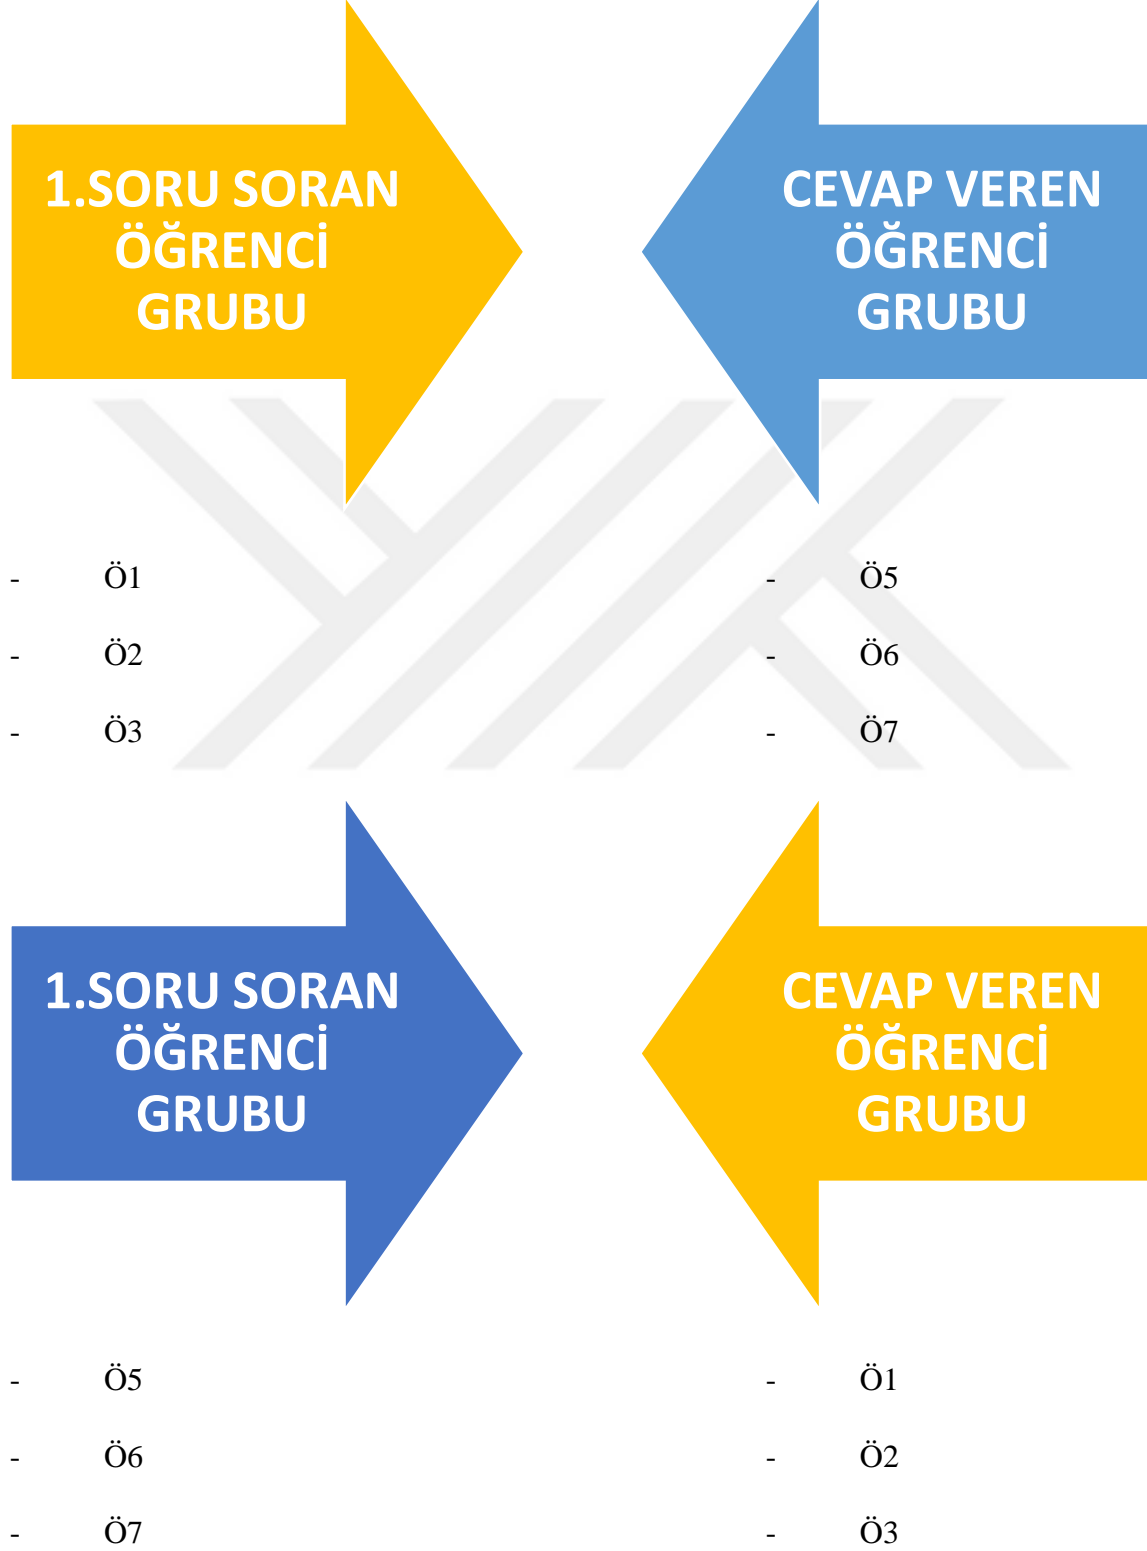 1.SORU SORAN
ÖĞRENCİ
GRUBU
CEVAP VEREN
ÖĞRENCİ
GRUBU
- Ö1
- Ö2
- Ö3
- Ö5
- Ö6
- Ö7
1.SORU SORAN
ÖĞRENCİ
GRUBU
CEVAP VEREN
ÖĞRENCİ
GRUBU
- Ö5
- Ö6
- Ö7
- Ö1
- Ö2
- Ö3